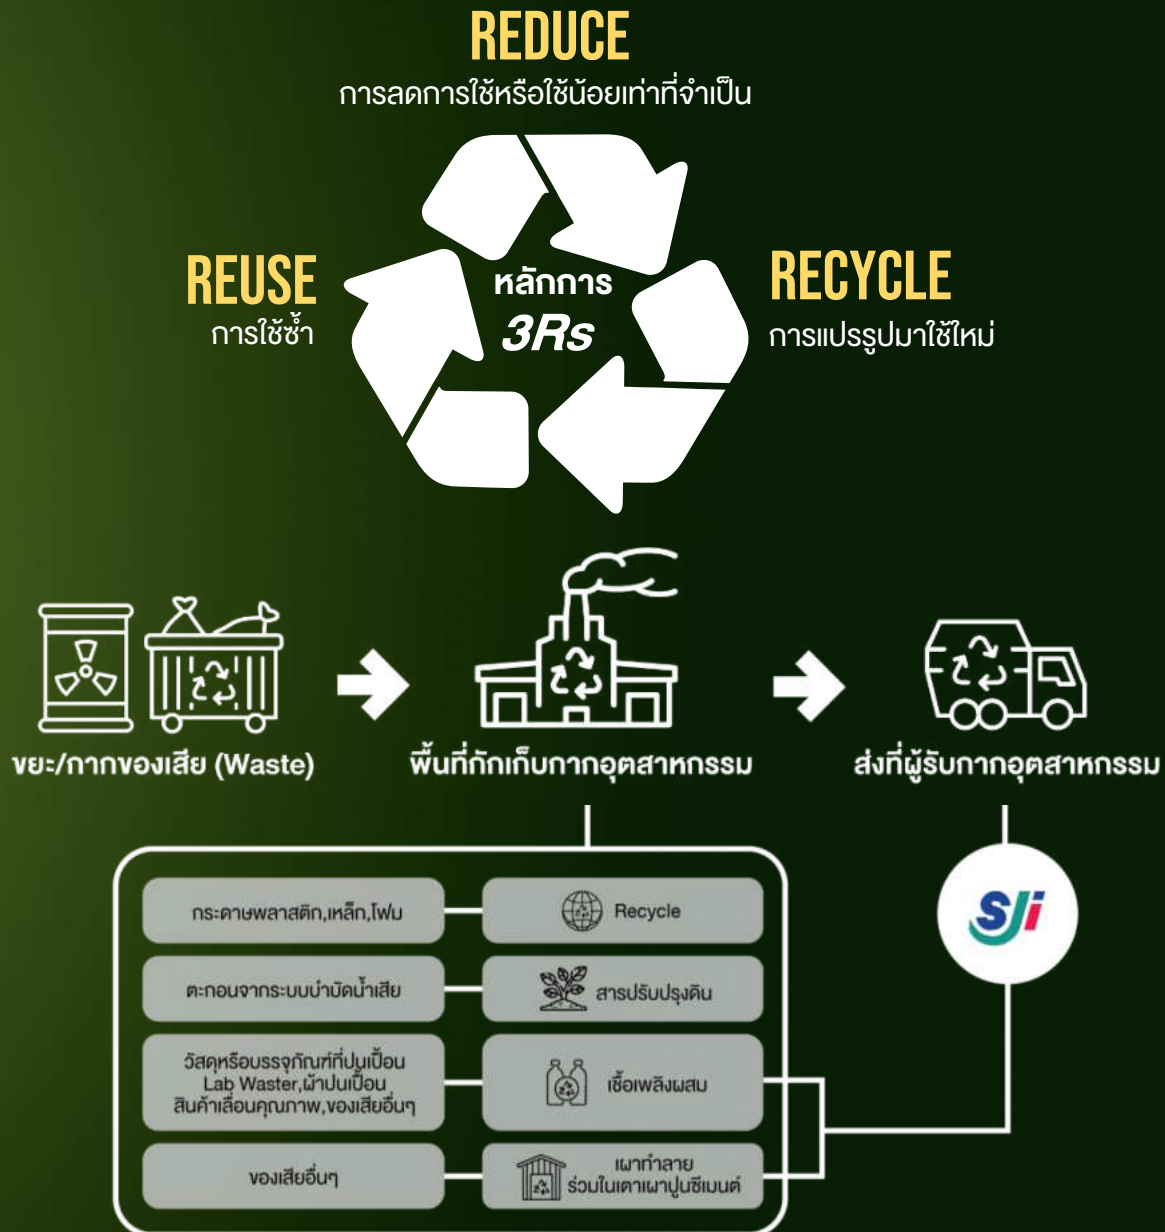 REDUCE
การลดการใช้หรือใช้น้อยเท่าที่จำเป็น
REUSE
การใช้ซ้ำ
หลักการ
3Rs
RECYCLE
การแปรรูปมาใช้ใหม่
ขยะ/กากของเสีย (Waste)
พื้นที่กักเก็บกากอุตสาหกรรม
ส่งที่ผู้รับกากอุตสาหกรรม
กระดาษพลาสติก,เหล็ก,โฟม
Recycle
ตะกอนจากระบบบำบัดน้ำเสีย
สารปรับปรุงดิน
วัสดุหรือบรรจุภัณฑ์ที่ปนเปื้อน
Lab Waster,ผ้าปนเปื้อน
สินค้าเสื่อมคุณภาพ,ของเสียอื่นๆ
เชื้อเพลิงผสม
ของเสียอื่นๆ
เผาทำลาย
ร่วมในเตาเผาปูนซีเมนต์
SJi